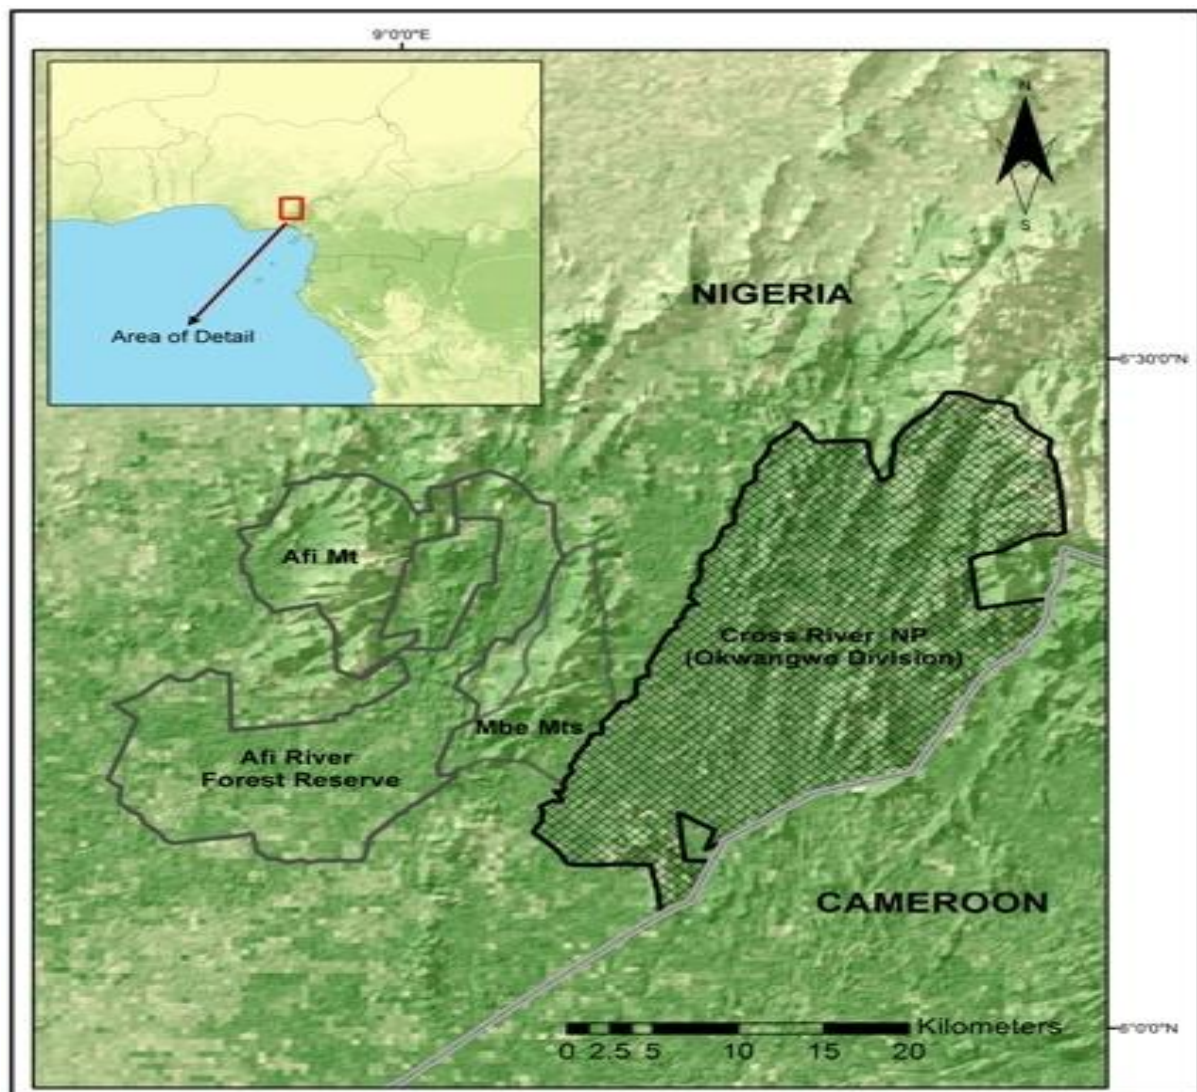 9°0'0"E
N
S
Area of Detail
NIGERIA
6°30'0"N
Afi Mt
Cross River NP
(Okwangwo Division)
Mbe Mts
Afi River
Forest Reserve
CAMEROON
Kilometers
0 2.5 5 10 15 20
6°0'0"N